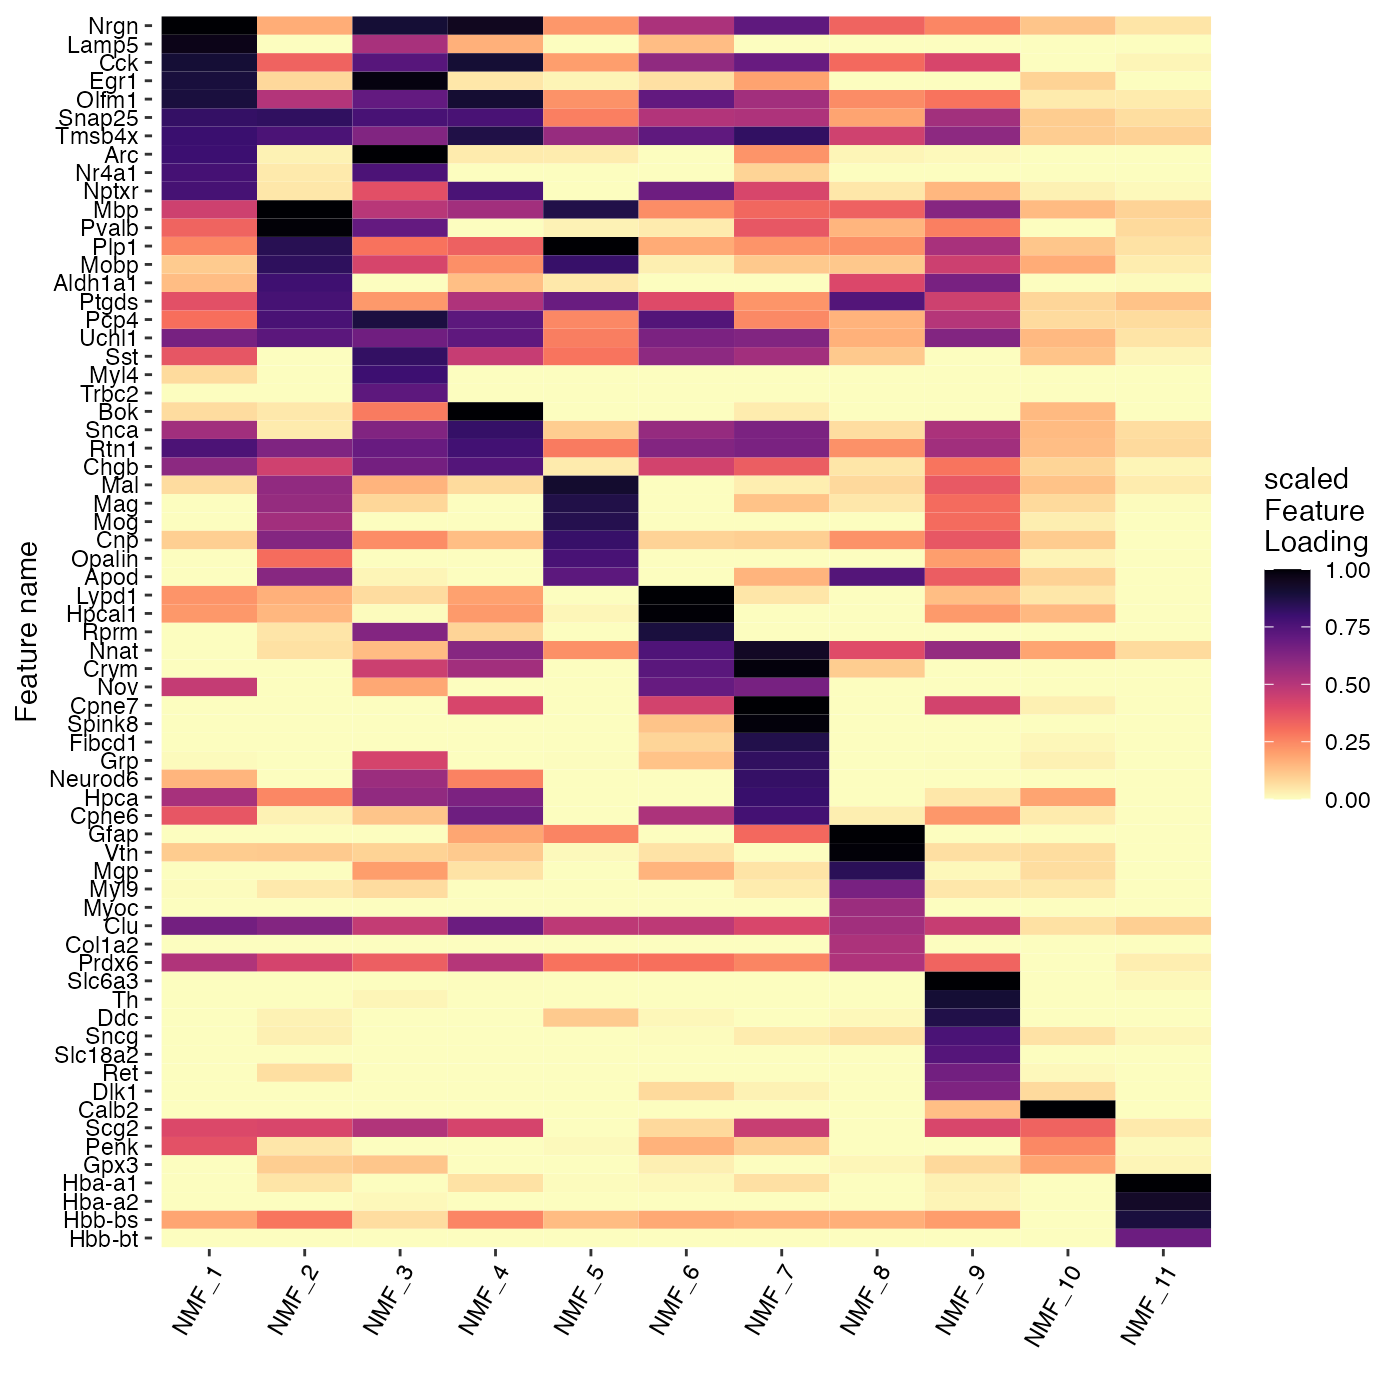 Nrgn
Lamp5
Cck
Egr1
Olfm1
Snap25
Tmsb4x
Arc
Nr4a1
Nptxr
Mbp
Pvalb
Plp1
Mobp
Aldh1a1
Ptgds
Pcp4
Uchl1
Sst
Myl4
Trbc2
Bok
Snca
Rtn1
Chgb
Mal
Mag
Mog
Cnp
Opalin
Apod
Lypd1
Hpcal1
Rprm
Nnat
Crym
Nov
Cpne7
Spink8
Fibcd1
Grp
Neurod6
Hpca
Cpne6
Gfap
Vtn
Mgp
Myl9
Myoc
Clu
Col1a2
Prdx6
Slc6a3
Th
Ddc
Sncg
Slc18a2
Ret
Dlk1
Calb2
Scg2
Penk
Gpx3
Hba-a1
Hba-a2
Hbb-bs
Hbb-bt
Feature name
NMF_1
NMF_2
NMF_3
NMF_4
NMF_5
NMF_6
NMF_7
NMF_8
NMF_9
NMF_10
NMF_11
scaled
Feature
Loading
1.00
0.75
0.50
0.25
0.00